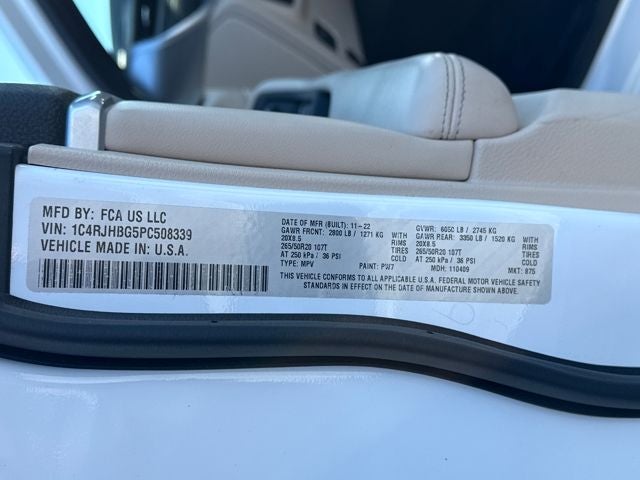 MFD BY: FCA US LLC
VIN: 1C4RJHBG5PC508339
VEHICLE MADE IN U.S.A.
DATE OF MFR (BUILT): 11-22
GAWR FRONT: 2800 LB / 1271 KG WITH
20X8.5 RIMS
265/50R20 107T TIRES
AT 250 kPa / 36 PSI COLD
TYPE: MPV PAINT: PW7
GVWR: 6050 LB / 2745 KG
GAWR REAR: 3350 LB / 1520 KG WITH
20X8.5 RIMS
265/50R20 107T TIRES
AT 250 kPa / 36 PSI COLD
MDH: 110409 MKT: 875
THIS VEHICLE CONFORMS TO ALL APPLICABLE U.S.A. FEDERAL MOTOR VEHICLE SAFETY
STANDARDS IN EFFECT ON THE DATE OF MANUFACTURE SHOWN ABOVE.